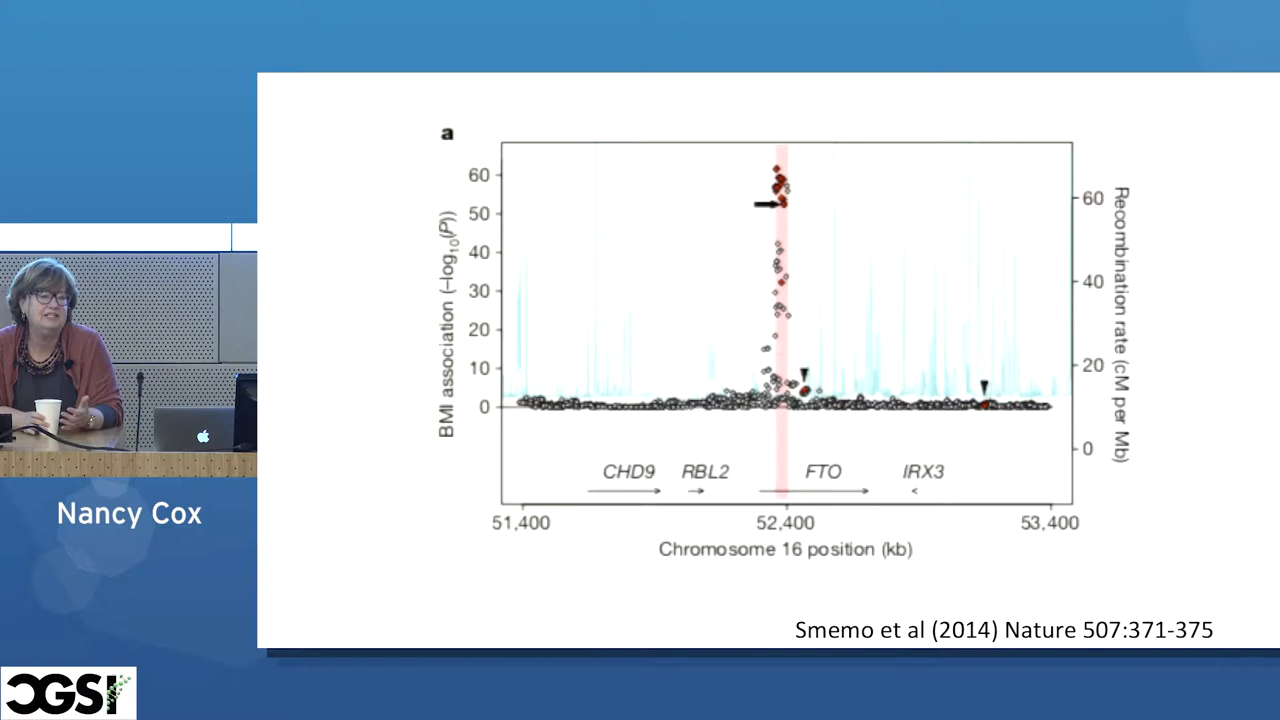 a
BMI association (–log10(P))
60
50
40
30
20
10
0
Recombination rate (cM per Mb)
60
40
20
0
CHD9 RBL2 FTO IRX3
51,400 52,400 53,400
Chromosome 16 position (kb)
Smemo et al (2014) Nature 507:371-375
Nancy Cox
CGSI